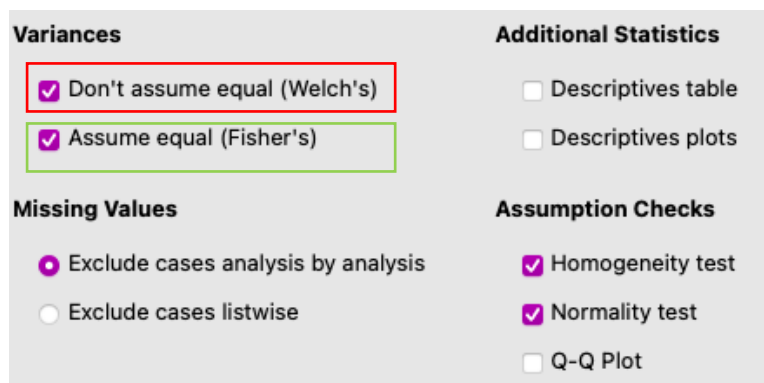 Variances
Don't assume equal (Welch's)
Assume equal (Fisher's)
Missing Values
Exclude cases analysis by analysis
Exclude cases listwise
Additional Statistics
Descriptives table
Descriptives plots
Assumption Checks
Homogeneity test
Normality test
Q-Q Plot